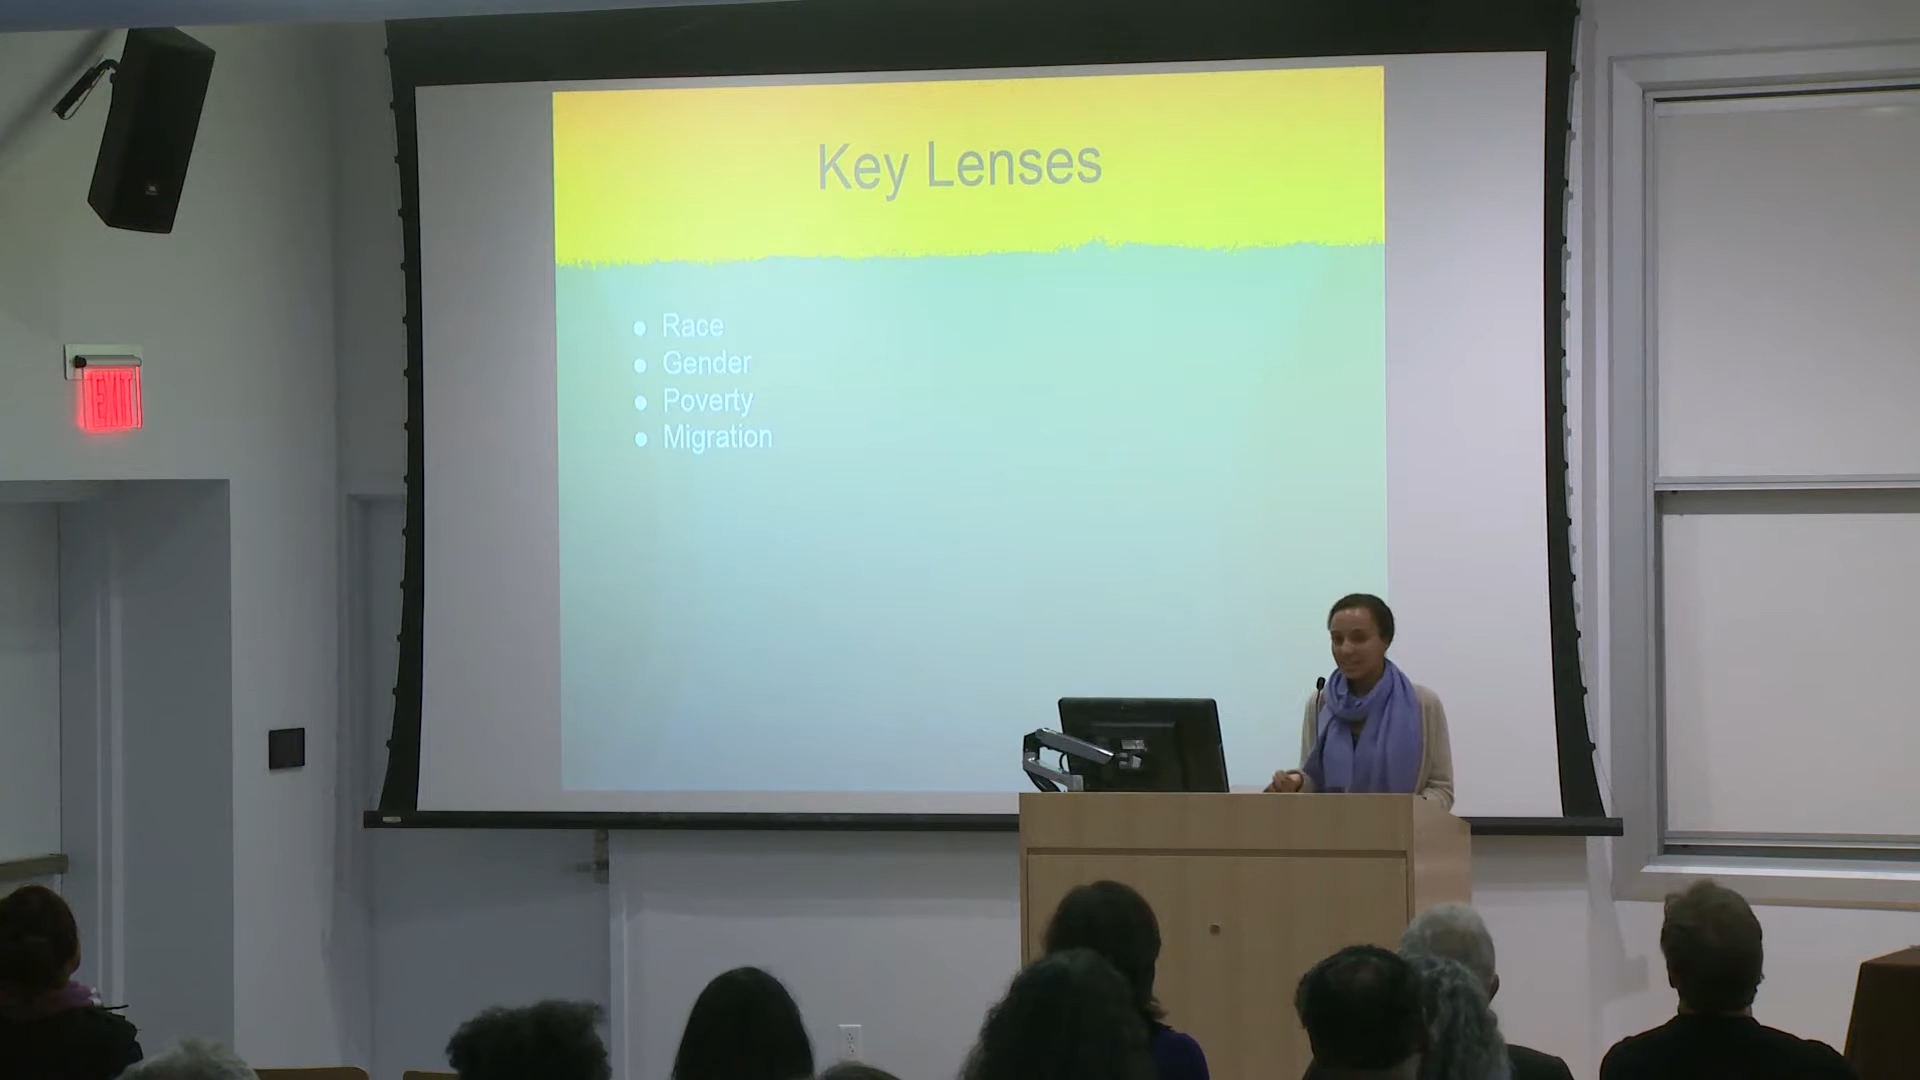 Key Lenses
● Race
● Gender
● Poverty
● Migration
EXIT